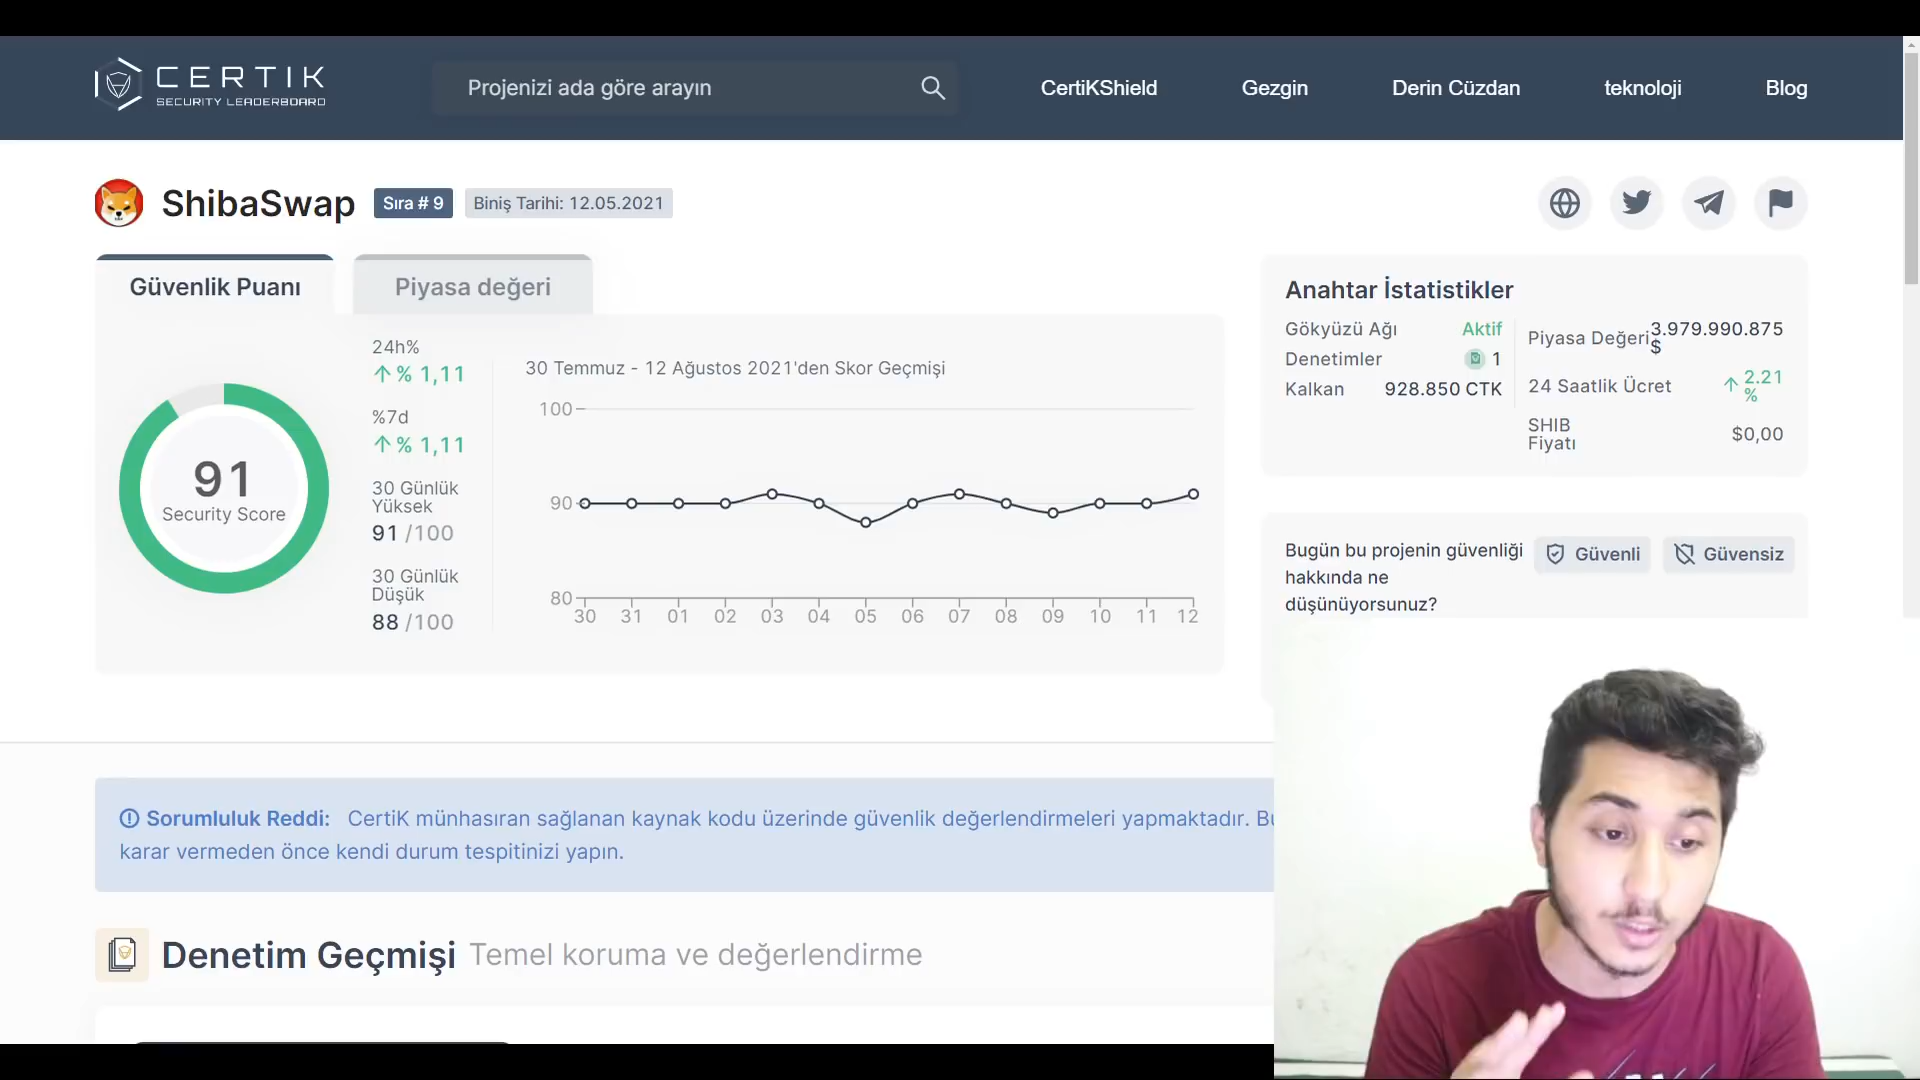 CERTIK
SECURITY LEADERBOARD
Projenizi ada göre arayın
CertiKShield
Gezgin
Derin Cüzdan
teknoloji
Blog
ShibaSwap
Sıra # 9
Biniş Tarihi: 12.05.2021
Güvenlik Puanı
Piyasa değeri
91
Security Score
24h%
% 1,11
%7d
% 1,11
30 Günlük
Yüksek
91 /100
30 Günlük
Düşük
88 /100
30 Temmuz - 12 Ağustos 2021'den Skor Geçmişi
100
90
80
30 31 01 02 03 04 05 06 07 08 09 10 11 12
Anahtar İstatistikler
Gökyüzü Ağı Aktif
Denetimler 1
Kalkan 928.850 CTK
Piyasa Değeri 3.979.990.875
$
24 Saatlik Ücret 2.21
%
SHIB
Fiyatı
$0,00
Bugün bu projenin güvenliği
hakkında ne
düşünüyorsunuz?
Güvenli
Güvensiz
Sorumluluk Reddi: CertiK münhasıran sağlanan kaynak kodu üzerinde güvenlik değerlendirmeleri yapmaktadır.
karar vermeden önce kendi durum tespitinizi yapın.
Denetim Geçmişi Temel koruma ve değerlendirme